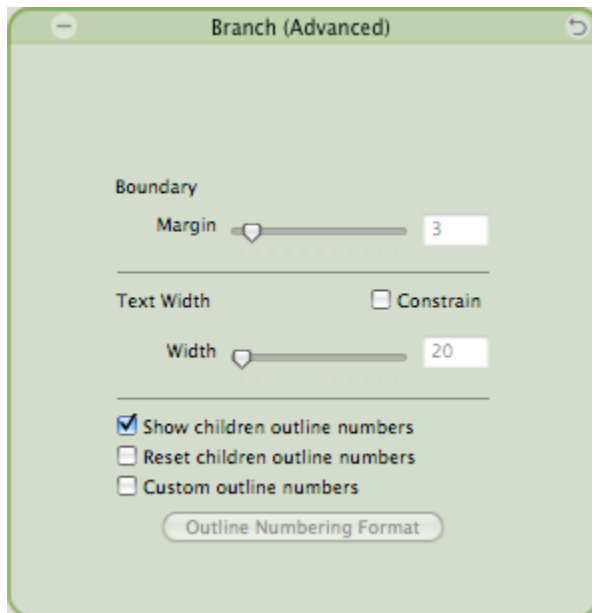 Branch (Advanced)
Boundary
Margin 3
Text Width Constrain
Width 20
Show children outline numbers
Reset children outline numbers
Custom outline numbers
Outline Numbering Format